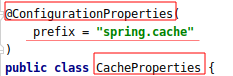 @ConfigurationProperties(
prefix = "spring.cache"
)
public class CacheProperties {